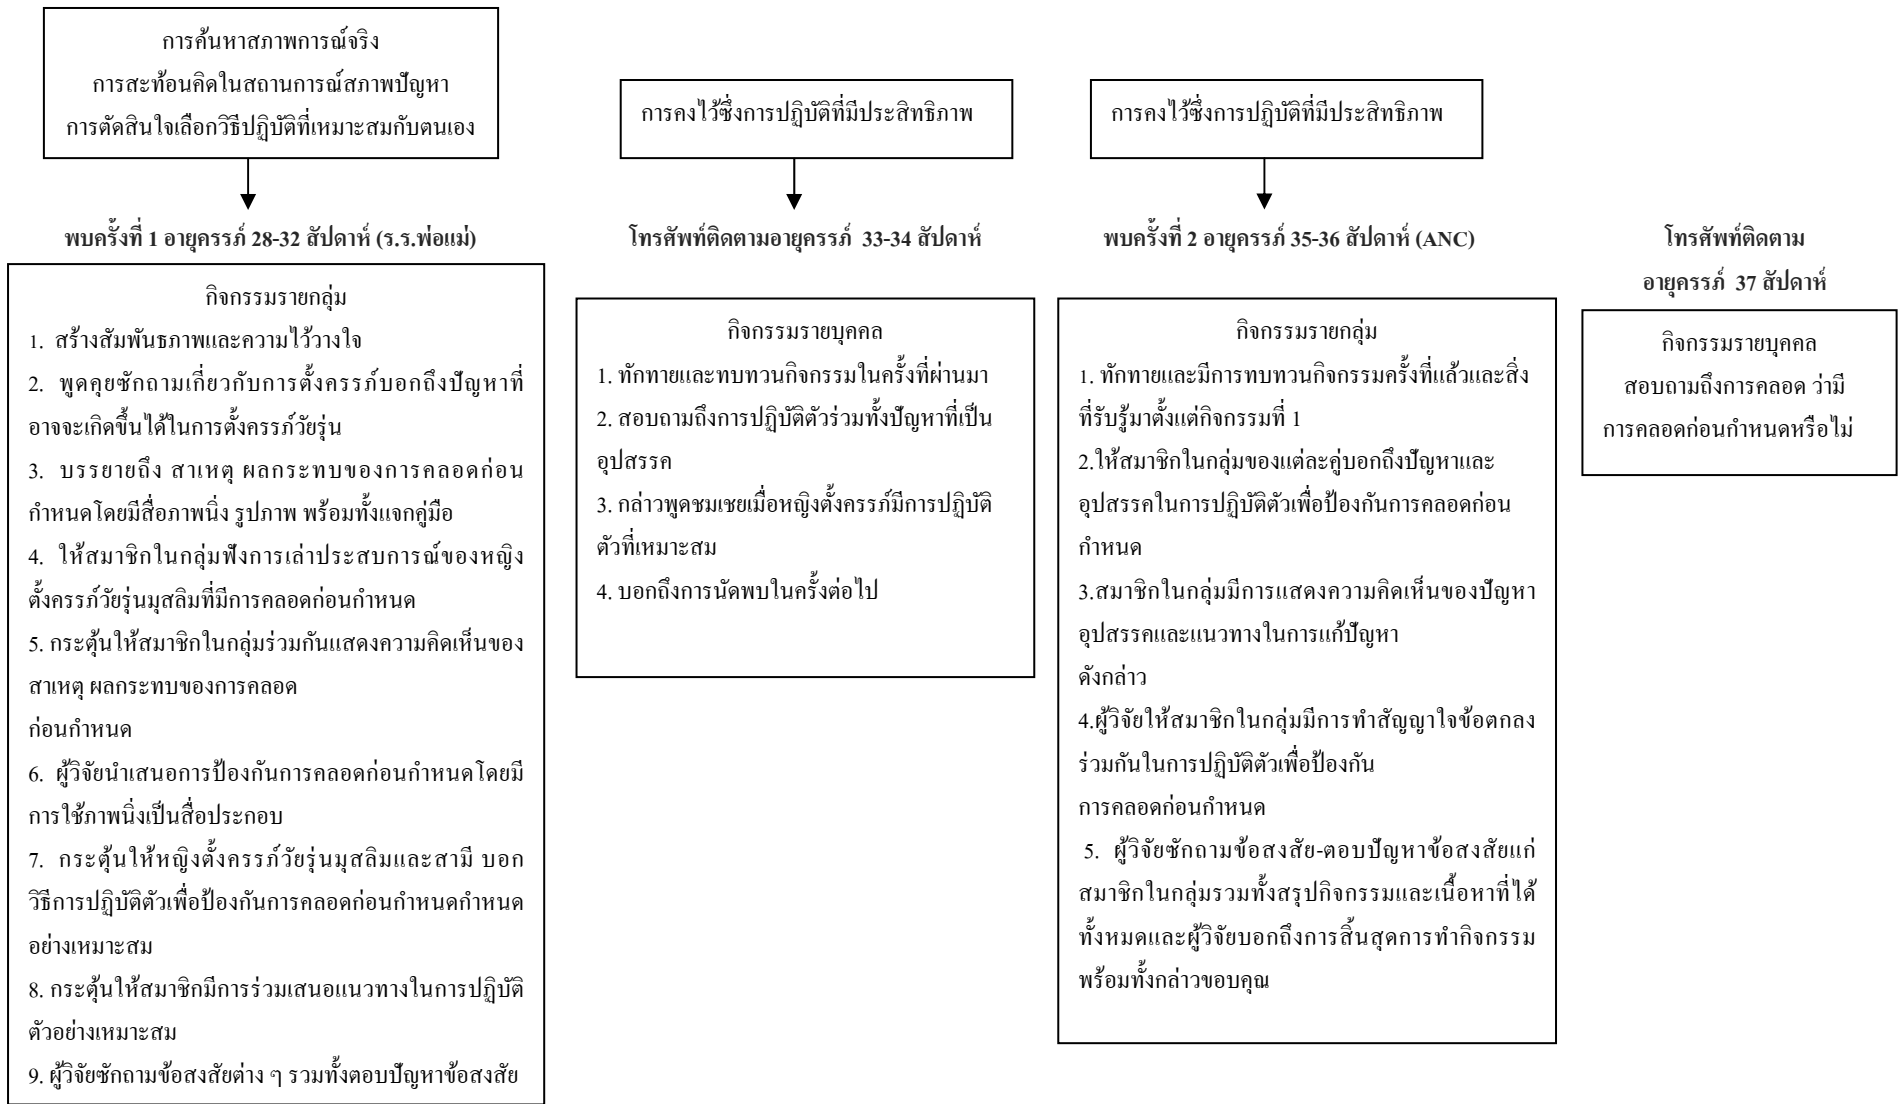 การค้นหาสภาพการณ์จริง
การสะท้อนคิดในสถานการณ์สภาพปัญหา
การตัดสินใจเลือกวิธีปฏิบัติที่เหมาะสมกับตนเอง
พบครั้งที่ 1 อายุครรภ์ 28-32 สัปดาห์ (ร.ร.พ่อแม่)
กิจกรรมรายกลุ่ม
1. สร้างสัมพันธภาพและความไว้วางใจ
2. พูดคุยซักถามเกี่ยวกับการตั้งครรภ์บอกถึงปัญหาที่
อาจจะเกิดขึ้นได้ในการตั้งครรภ์วัยรุ่น
3. บรรยายถึง สาเหตุ ผลกระทบของการคลอดก่อน
กำหนดโดยมีสื่อภาพนิ่ง รูปภาพ พร้อมทั้งแจกคู่มือ
4. ให้สมาชิกในกลุ่มฟังการเล่าประสบการณ์ของหญิง
ตั้งครรภ์วัยรุ่นมุสลิมที่มีการคลอดก่อนกำหนด
5. กระตุ้นให้สมาชิกในกลุ่มร่วมกันแสดงความคิดเห็นของ
สาเหตุ ผลกระทบของการคลอด
ก่อนกำหนด
6. ผู้วิจัยนำเสนอการป้องกันการคลอดก่อนกำหนดโดยมี
การใช้ภาพนิ่งเป็นสื่อประกอบ
7. กระตุ้นให้หญิงตั้งครรภ์วัยรุ่นมุสลิมและสามี บอก
วิธีการปฏิบัติตัวเพื่อป้องกันการคลอดก่อนกำหนดกำหนด
อย่างเหมาะสม
8. กระตุ้นให้สมาชิกมีการร่วมเสนอแนวทางในการปฏิบัติ
ตัวอย่างเหมาะสม
9. ผู้วิจัยซักถามข้อสงสัยต่าง ๆ รวมทั้งตอบปัญหาข้อสงสัย
การคงไว้ซึ่งการปฏิบัติที่มีประสิทธิภาพ
โทรศัพท์ติดตามอายุครรภ์ 33-34 สัปดาห์
กิจกรรมรายบุคคล
1. ทักทายและทบทวนกิจกรรมในครั้งที่ผ่านมา
2. สอบถามถึงการปฏิบัติตัวร่วมทั้งปัญหาที่เป็น
อุปสรรค
3. กล่าวพูดชมเชยเมื่อหญิงตั้งครรภ์มีการปฏิบัติ
ตัวที่เหมาะสม
4. บอกถึงการนัดพบในครั้งต่อไป
การคงไว้ซึ่งการปฏิบัติที่มีประสิทธิภาพ
พบครั้งที่ 2 อายุครรภ์ 35-36 สัปดาห์ (ANC)
กิจกรรมรายกลุ่ม
1. ทักทายและมีการทบทวนกิจกรรมครั้งที่แล้วและสิ่ง
ที่รับรู้มาตั้งแต่กิจกรรมที่ 1
2.ให้สมาชิกในกลุ่มของแต่ละคู่บอกถึงปัญหาและ
อุปสรรคในการปฏิบัติตัวเพื่อป้องกันการคลอดก่อน
กำหนด
3.สมาชิกในกลุ่มมีการแสดงความคิดเห็นของปัญหา
อุปสรรคและแนวทางในการแก้ปัญหา
ดังกล่าว
4.ผู้วิจัยให้สมาชิกในกลุ่มมีการทำสัญญาใจข้อตกลง
ร่วมกันในการปฏิบัติตัวเพื่อป้องกัน
การคลอดก่อนกำหนด
5. ผู้วิจัยซักถามข้อสงสัย-ตอบปัญหาข้อสงสัยแก่
สมาชิกในกลุ่มรวมทั้งสรุปกิจกรรมและเนื้อหาที่ได้
ทั้งหมดและผู้วิจัยบอกถึงการสิ้นสุดการทำกิจกรรม
พร้อมทั้งกล่าวขอบคุณ
โทรศัพท์ติดตาม
อายุครรภ์ 37 สัปดาห์
กิจกรรมรายบุคคล
สอบถามถึงการคลอด ว่ามี
การคลอดก่อนกำหนดหรือไม่